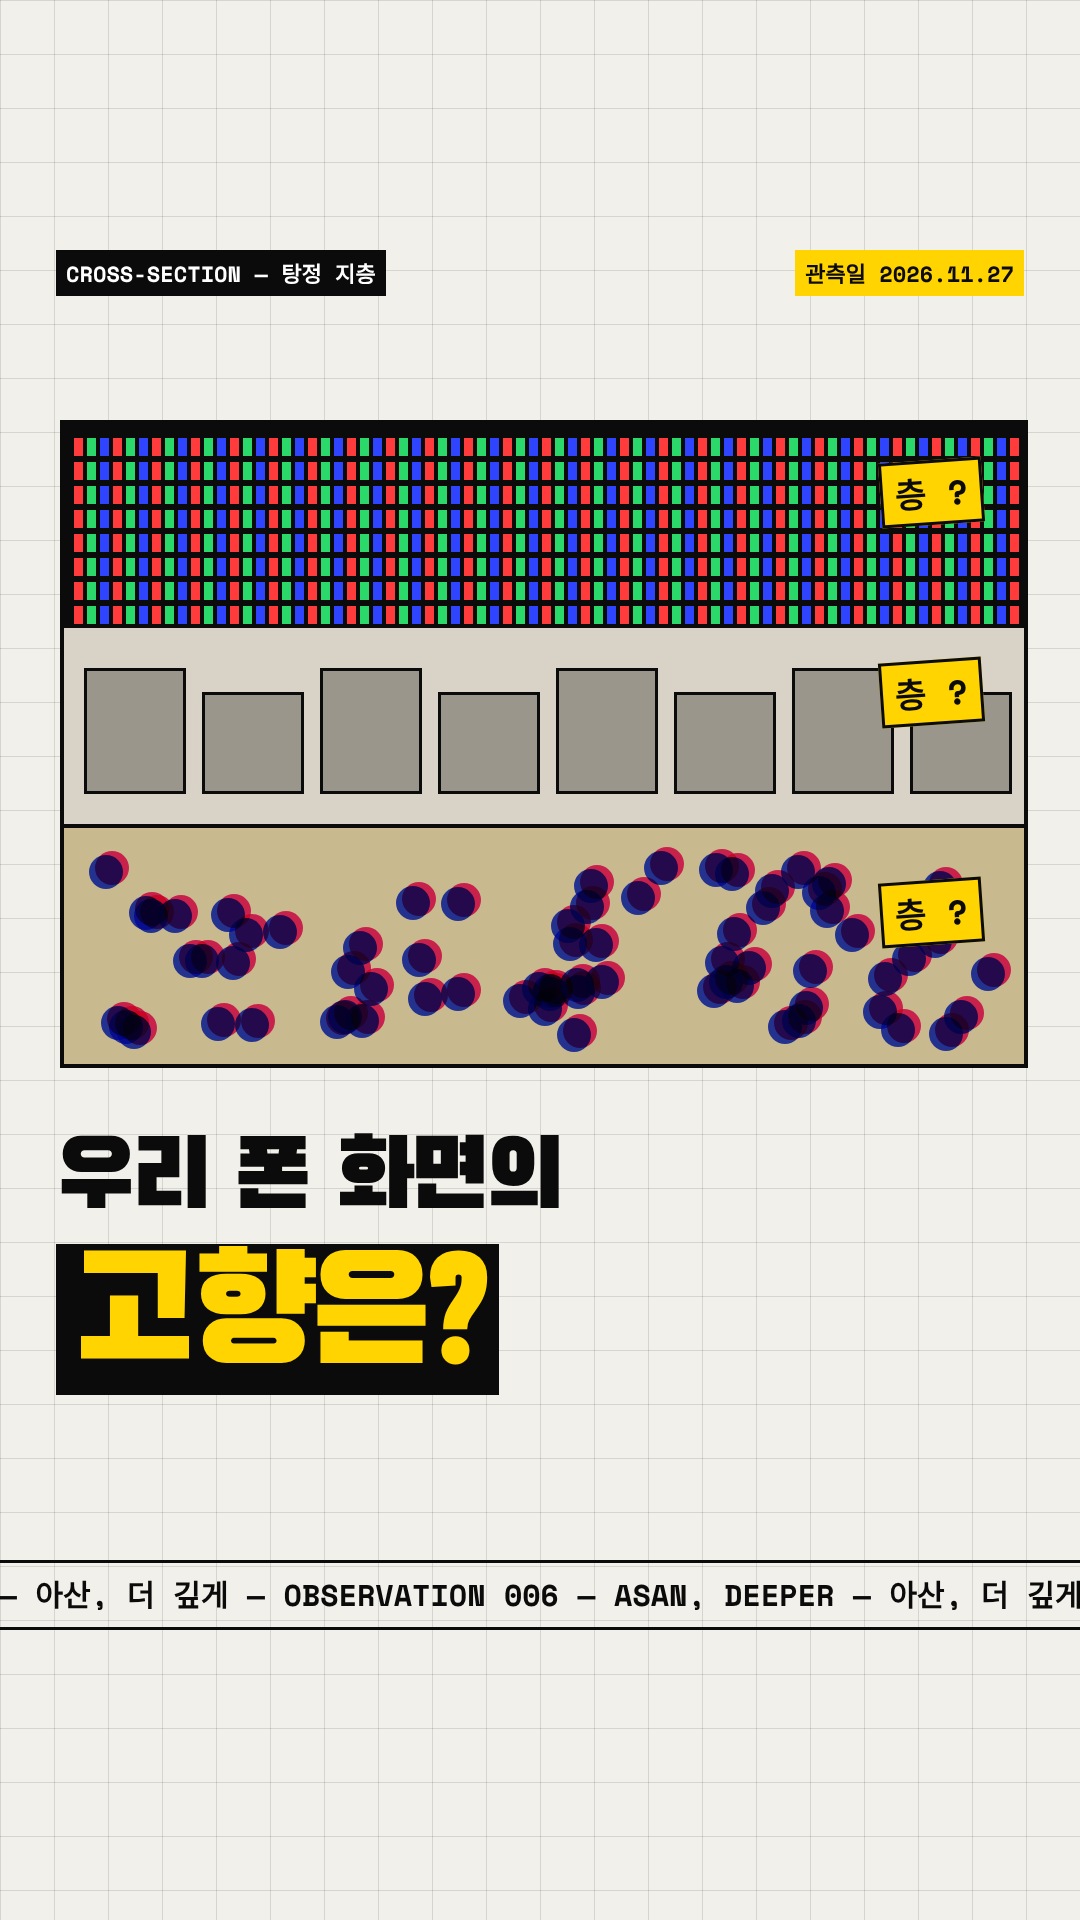 CROSS-SECTION — 탕정 지층
관측일 2026.11.27
층 ?
층 ?
층 ?
우리 폰 화면의
고향은?
— 아산, 더 깊게 — OBSERVATION 006 — ASAN, DEEPER — 아산, 더 깊게